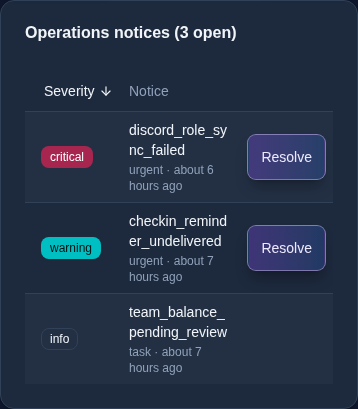 Operations notices (3 open)
Severity ↓ Notice
critical
discord_role_sy
nc_failed
urgent · about 6
hours ago
Resolve
warning
checkin_remind
er_undelivered
urgent · about 7
hours ago
Resolve
info
team_balance_
pending_review
task · about 7
hours ago